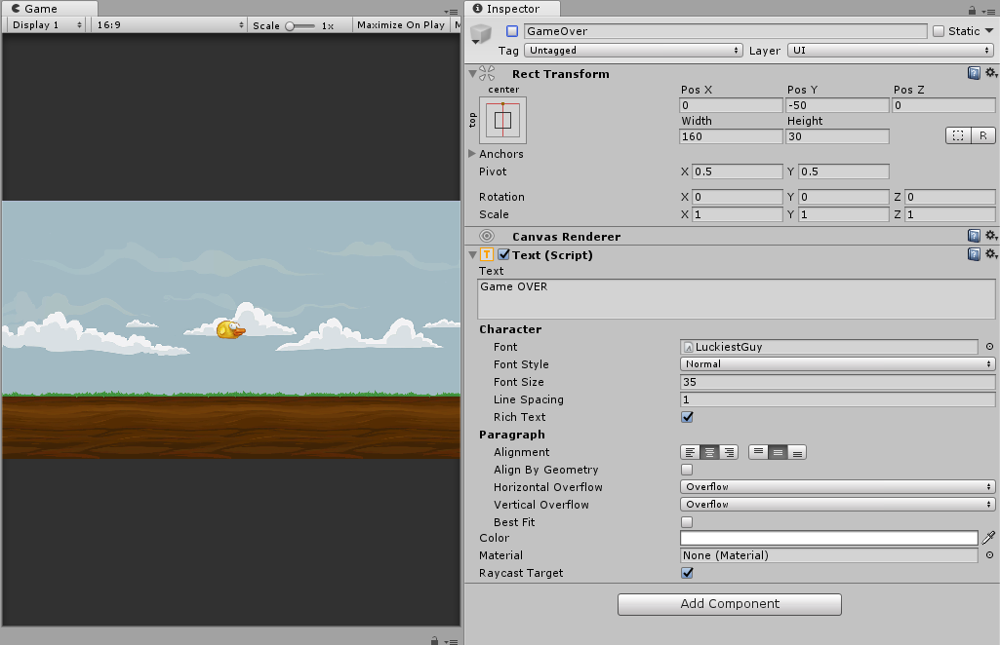 Game
Display 1 16:9 Scale 1x Maximize On Play M
Inspector
GameOver Static
Tag Untagged Layer UI
Rect Transform
center
top
Pos X Pos Y Pos Z
0 -50 0
Width Height
160 30 R
Anchors
Pivot X 0.5 Y 0.5
Rotation X 0 Y 0 Z 0
Scale X 1 Y 1 Z 1
Canvas Renderer
T Text (Script)
Text
Game OVER
Character
Font LuckiestGuy
Font Style Normal
Font Size 35
Line Spacing 1
Rich Text
Paragraph
Alignment
Align By Geometry
Horizontal Overflow Overflow
Vertical Overflow Overflow
Best Fit
Color
Material None (Material)
Raycast Target
Add Component